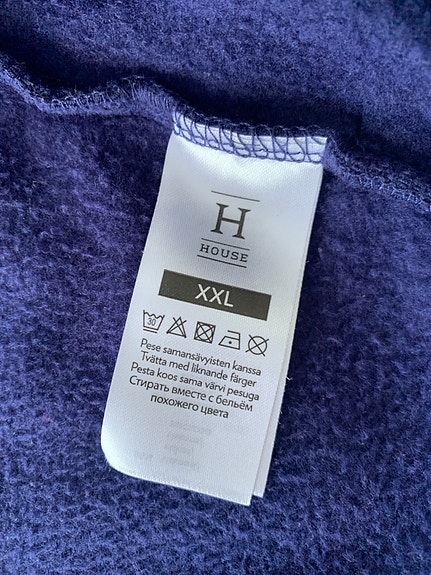 H
HOUSE
XXL
30
Pese samansävyisten kanssa
Tvätta med liknande färger
Pesta koos sama värvi pesuga
Стирать вместе с бельём
похожего цвета